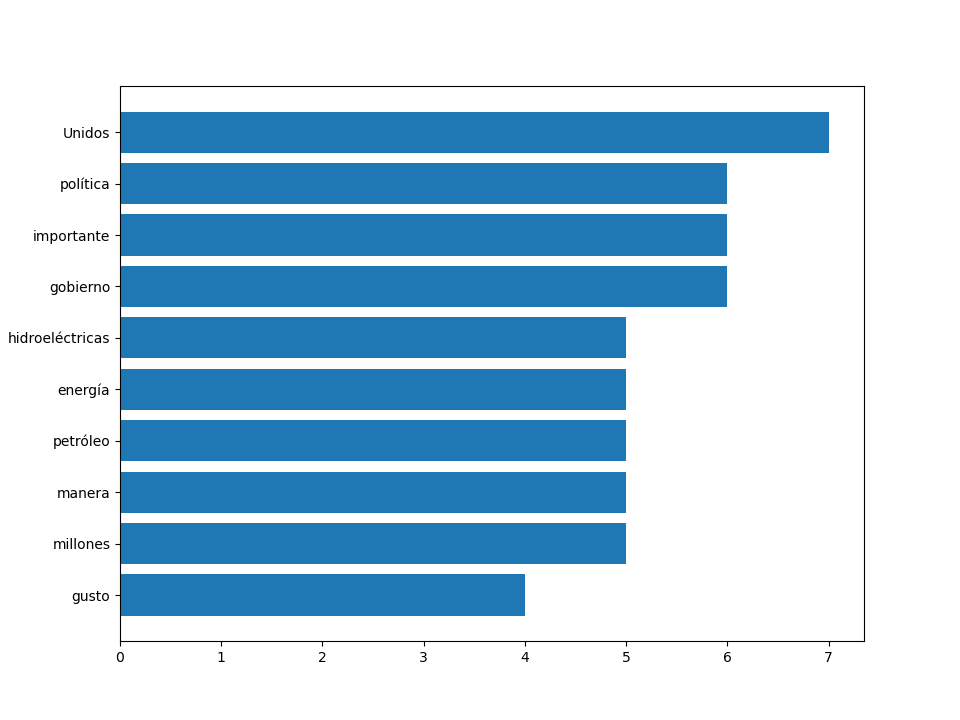 Unidos
política
importante
gobierno
hidroeléctricas
energía
petróleo
manera
millones
gusto
0 1 2 3 4 5 6 7